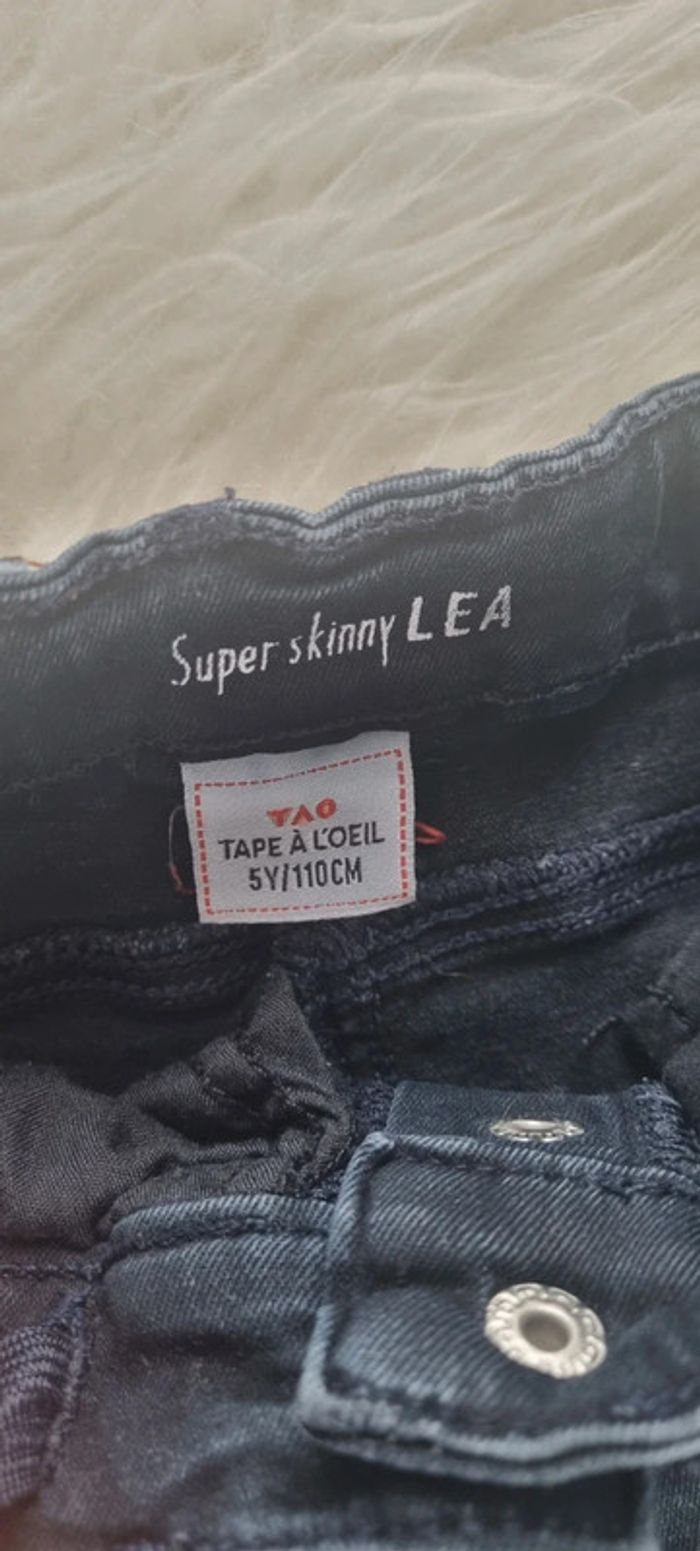 Super skinny LEA
TAO
TAPE À L'OEIL
5Y/110CM